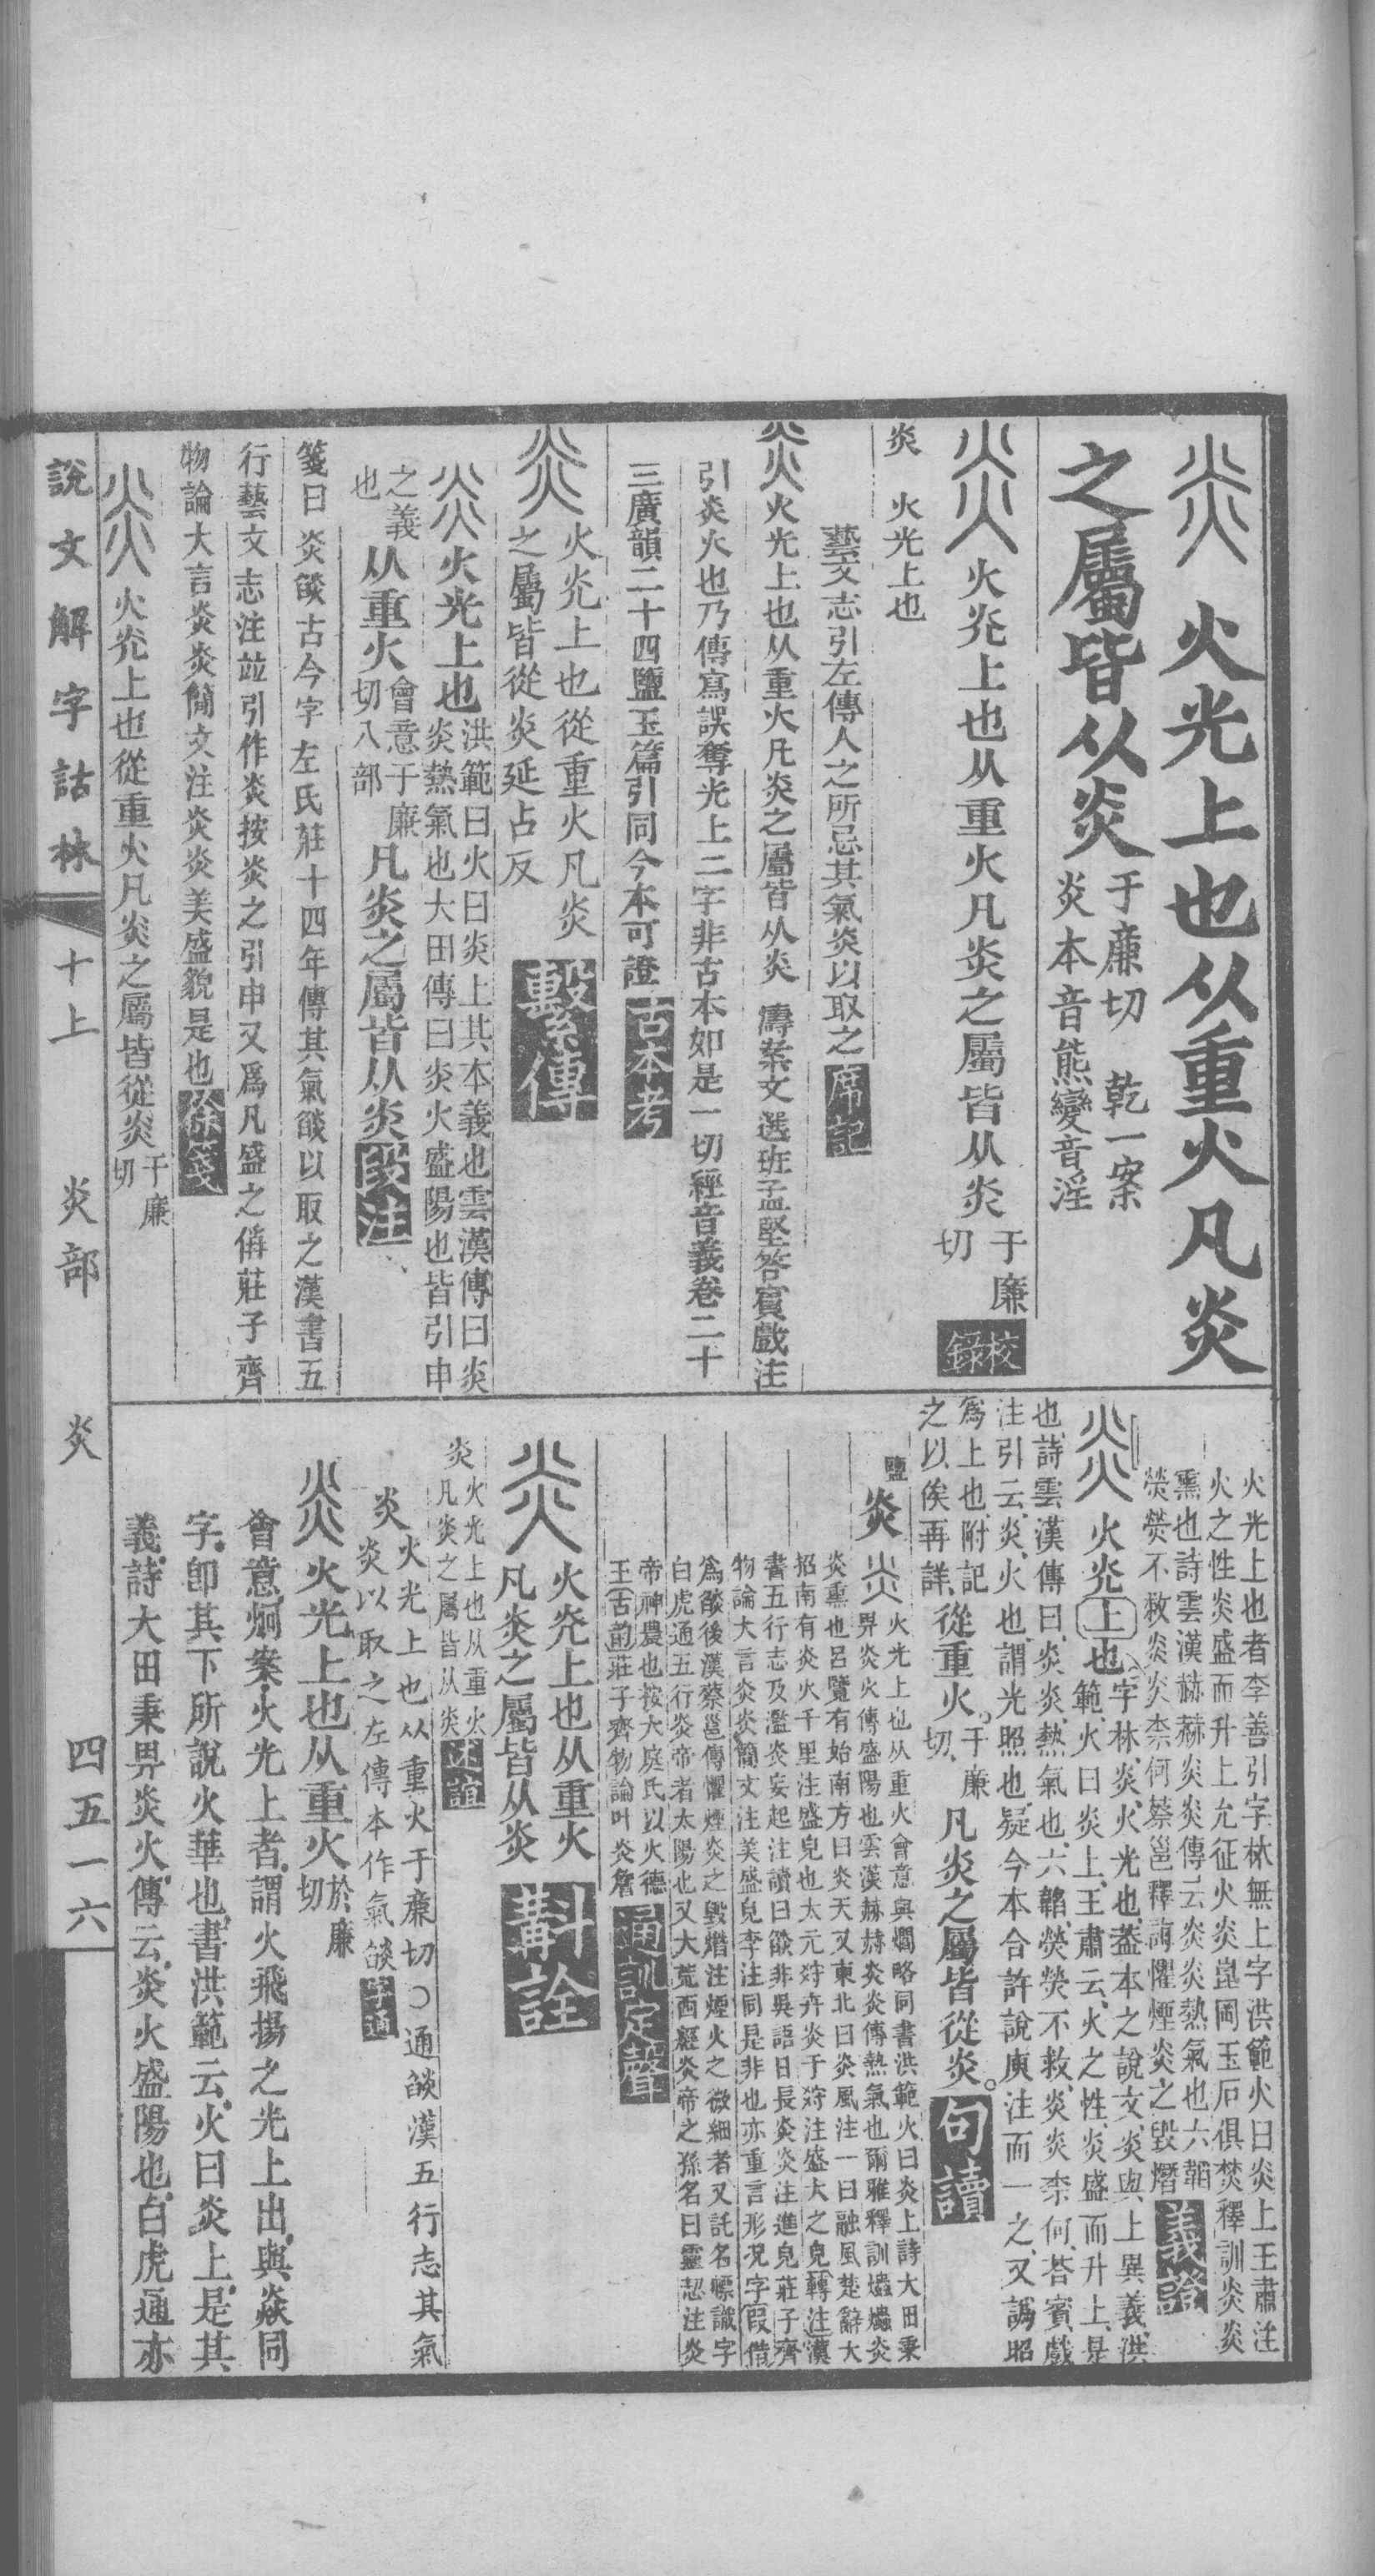 炎 火光上也从重火凡炎
之屬皆从炎 于廉切 乾一案
炎本音熊變音淫
炎 火炗上也从重火凡炎之屬皆从炎 于廉切 校錄
炎 火光上也
藝文志引左傳人之所忌其氣炎以取之 席記
炎 火光上也从重火凡炎之屬皆从炎 濤案文選班孟堅答賓戲注
引炎火也乃傳寫誤奪光上二字非古本如是一切經音義卷二十
三廣韻二十四鹽玉篇引同今本可證 古本考
炎 火炗上也從重火凡炎
之屬皆從炎延占反 繫傳
炎 火光上也 洪範曰火曰炎上其本義也雲漢傳曰炎
炎熱氣也大田傳曰炎火盛陽也皆引申
之義也 从重火 會意于廉切八部 凡炎之屬皆从炎 段注
箋曰炎燄古今字左氏莊十四年傳其氣燄以取之漢書五
行藝文志注並引作炎按炎之引申又爲凡盛之偁莊子齊
物論大言炎炎簡文注炎炎美盛貌是也 徐箋
炎 火炗上也從重火凡炎之屬皆從炎 于廉切
火光上也者李善引字林無上字洪範火曰炎上王肅注
火之性炎盛而升上允征火炎崑岡玉石俱焚釋訓炎炎
熏也詩雲漢赫赫炎炎傳云炎炎熱氣也六韜
熒熒不救炎炎柰何蔡邕釋誨懼煙炎之毀熸 義證
炎 火炗上也 字林炎火光也蓋本之說文炎與上異義洪
範火曰炎上王肅云火之性炎盛而升上是
也詩雲漢傳曰炎炎熱氣也六韜熒熒不救炎炎柰何荅賓戲
注引云炎火也謂光照也疑今本合許說庾注而一之又譌照
爲上也附記
之以俟再詳 從重火 于廉切 凡炎之屬皆從炎 句讀
鹽 炎 炎 火光上也从重火會意與爓略同書洪範火曰炎上詩大田秉
畀炎火傳盛陽也雲漢赫赫炎炎傳熱氣也爾雅釋訓爞爞炎
炎熏也呂覽有始南方曰炎天又東北曰炎風注一曰融風楚辭大
招南有炎火千里注盛皃也太元 炎于 注盛大之皃 轉注 漢
書五行志及濫炎妄起注讀曰燄非吳語日長炎炎注進皃莊子齊
物論大言炎炎簡文注美盛皃李注同是非也亦重言形況字 假借
爲燄後漢蔡邕傳懼煙炎之毀熸注煙火之微細者又託名幖識字
白虎通五行炎帝者太陽也又大荒西經炎帝之孫名曰靈恝注炎
帝神農也按大庭氏以火德
王 古韵 莊子齊物論叶炎詹 通訓定聲
炎 火炗上也从重火
凡炎之屬皆从炎 斠詮
火光上也从重火
炎凡炎之屬皆从炎 述誼
炎 火光上也从重火于廉切○通燄漢五行志其氣
炎以取之左傳本作氣燄 字通
炎 火光上也从重火 於廉切
會意炯案火光上者謂火飛揚之光上出與焱同
字即其下所說火華也書洪範云火曰炎上是其
義詩大田秉畀炎火傳云炎火盛陽也白虎通亦
說文解字詁林 十上 炎部 炎 四五一六